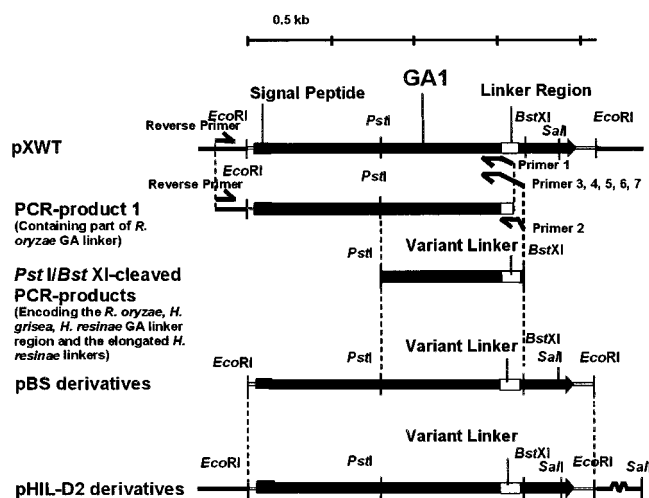 0.5 kb
GA1
Signal Peptide
Linker Region
EcoRI
PstI
BstXI
EcoRI
SalI
Reverse Primer
pXWT
EcoRI
Primer 1
Reverse Primer
PstI
Primer 3, 4, 5, 6, 7
PCR-product 1
(Containing part of R.
oryzae GA linker)
Primer 2
Variant Linker
PstI
BstXI
Pst I/Bst XI-cleaved
PCR-products
(Encoding the R. oryzae, H.
grisea, H. resinae GA linker
region and the elongated H.
resinae linkers)
Variant Linker
BstXI
EcoRI
PstI
SalI
EcoRI
pBS derivatives
Variant Linker
BstXI
EcoRI
PstI
SalI
EcoRI
SalI
pHIL-D2 derivatives